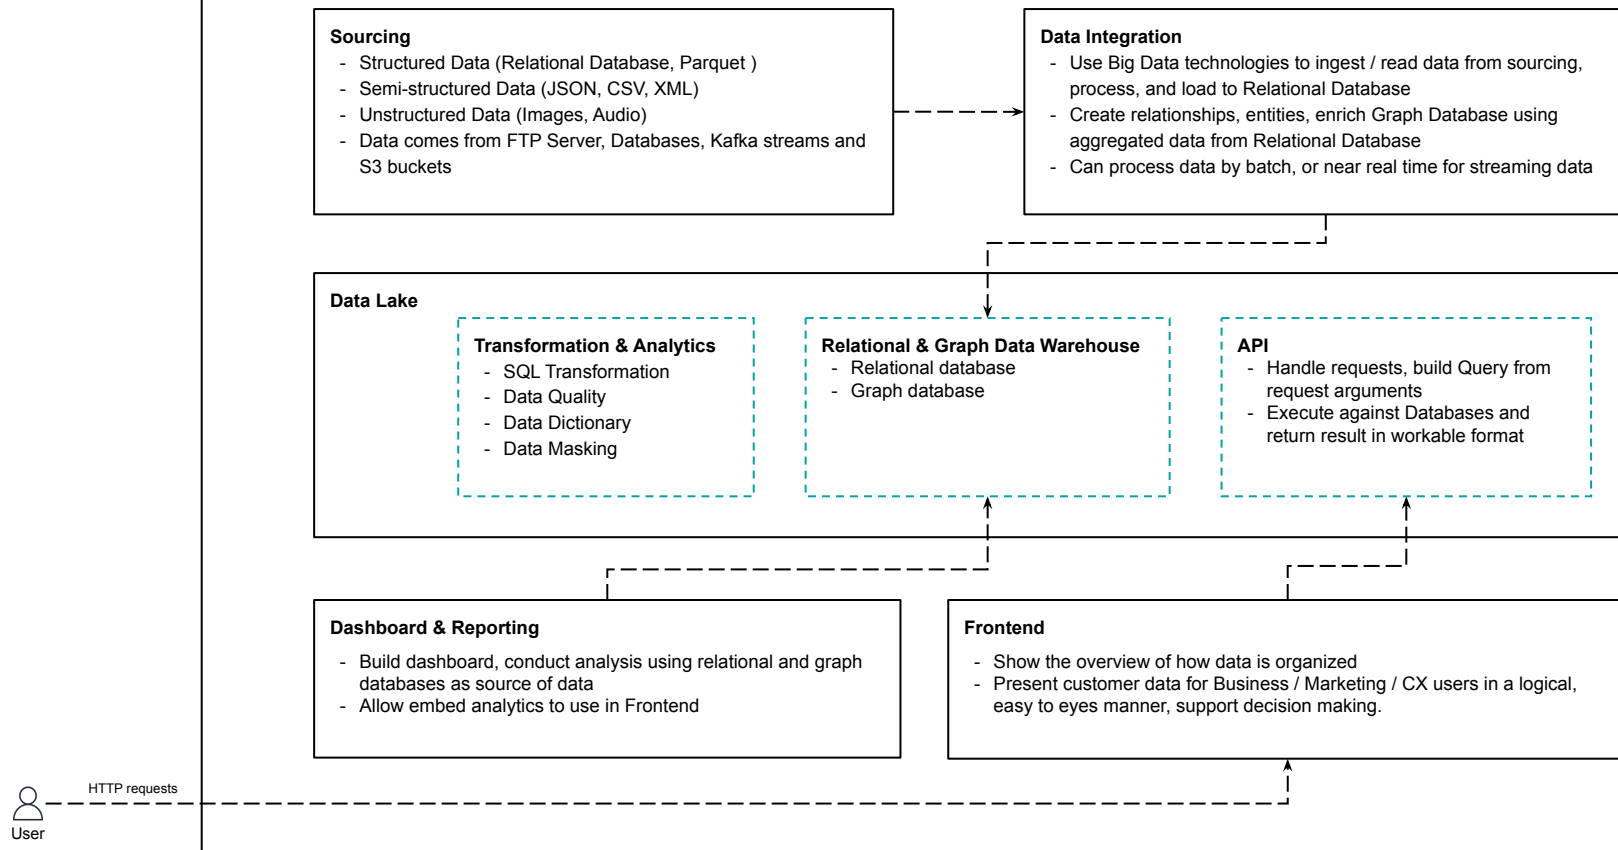 Sourcing
- Structured Data (Relational Database, Parquet )
- Semi-structured Data (JSON, CSV, XML)
- Unstructured Data (Images, Audio)
- Data comes from FTP Server, Databases, Kafka streams and
S3 buckets
Data Integration
- Use Big Data technologies to ingest / read data from sourcing,
process, and load to Relational Database
- Create relationships, entities, enrich Graph Database using
aggregated data from Relational Database
- Can process data by batch, or near real time for streaming data
Data Lake
Transformation & Analytics
- SQL Transformation
- Data Quality
- Data Dictionary
- Data Masking
Relational & Graph Data Warehouse
- Relational database
- Graph database
API
- Handle requests, build Query from
request arguments
- Execute against Databases and
return result in workable format
Dashboard & Reporting
- Build dashboard, conduct analysis using relational and graph
databases as source of data
- Allow embed analytics to use in Frontend
Frontend
- Show the overview of how data is organized
- Present customer data for Business / Marketing / CX users in a logical,
easy to eyes manner, support decision making.
HTTP requests
User